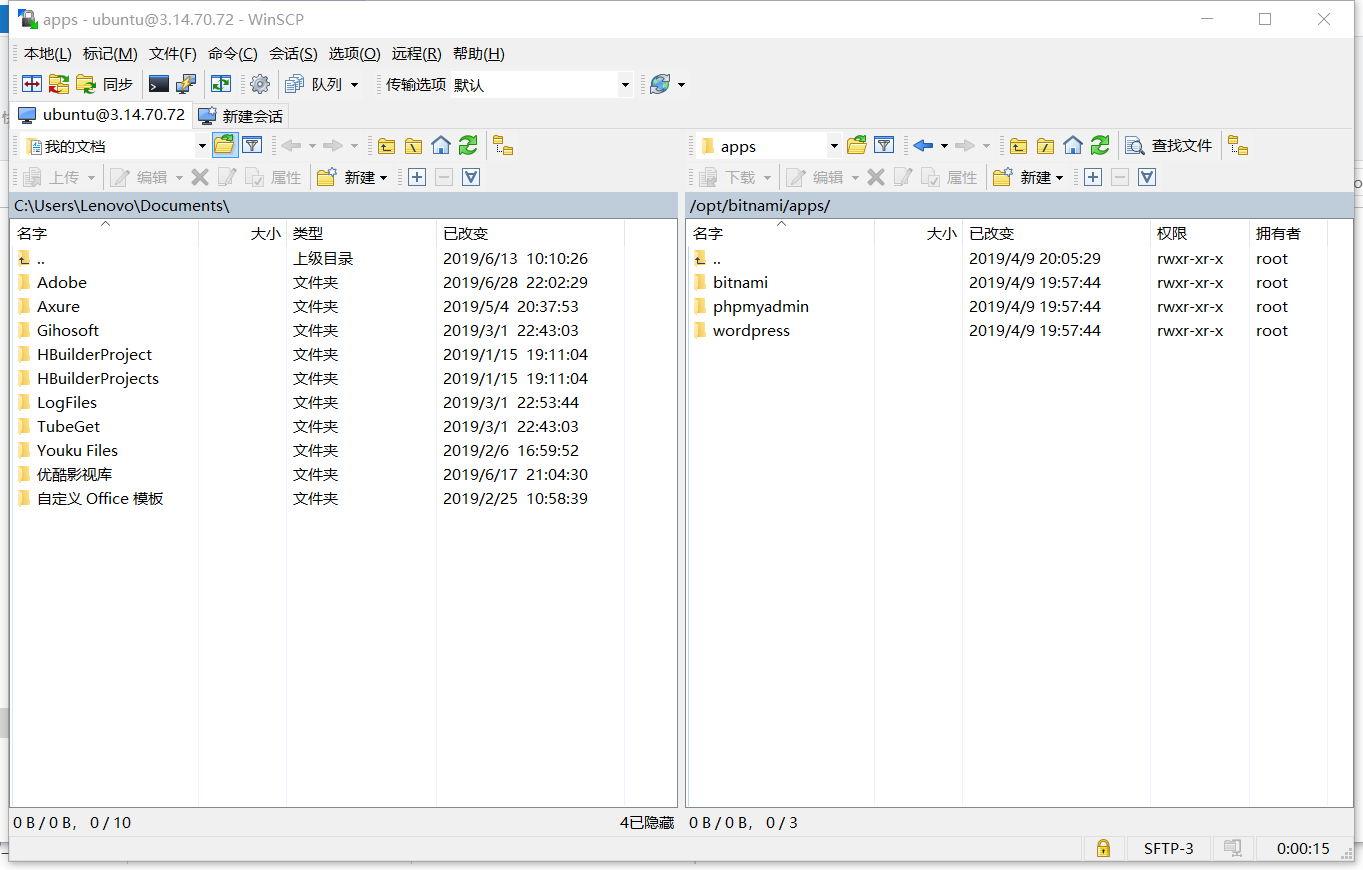 apps - ubuntu@3.14.70.72 - WinSCP
本地(L) 标记(M) 文件(F) 命令(C) 会话(S) 选项(O) 远程(R) 帮助(H)
同步 队列 传输选项 默认
ubuntu@3.14.70.72 新建会话
我的文档 apps 查找文件
上传 编辑 属性 新建 下载 编辑 属性 新建
C:\Users\Lenovo\Documents\ /opt/bitnami/apps/
名字 大小 类型 已改变 名字 大小 已改变 权限 拥有者
.. 上级目录 2019/6/13 10:10:26 .. 2019/4/9 20:05:29 rwxr-xr-x root
Adobe 文件夹 2019/6/28 22:02:29 bitnami 2019/4/9 19:57:44 rwxr-xr-x root
Axure 文件夹 2019/5/4 20:37:53 phpmyadmin 2019/4/9 19:57:44 rwxr-xr-x root
Gihosoft 文件夹 2019/3/1 22:43:03 wordpress 2019/4/9 19:57:44 rwxr-xr-x root
HBuilderProject 文件夹 2019/1/15 19:11:04
HBuilderProjects 文件夹 2019/1/15 19:11:04
LogFiles 文件夹 2019/3/1 22:53:44
TubeGet 文件夹 2019/3/1 22:43:03
Youku Files 文件夹 2019/2/6 16:59:52
优酷影视库 文件夹 2019/6/17 21:04:30
自定义 Office 模板 文件夹 2019/2/25 10:58:39
0 B / 0 B, 0 / 10 4已隐藏 0 B / 0 B, 0 / 3
SFTP-3 0:00:15